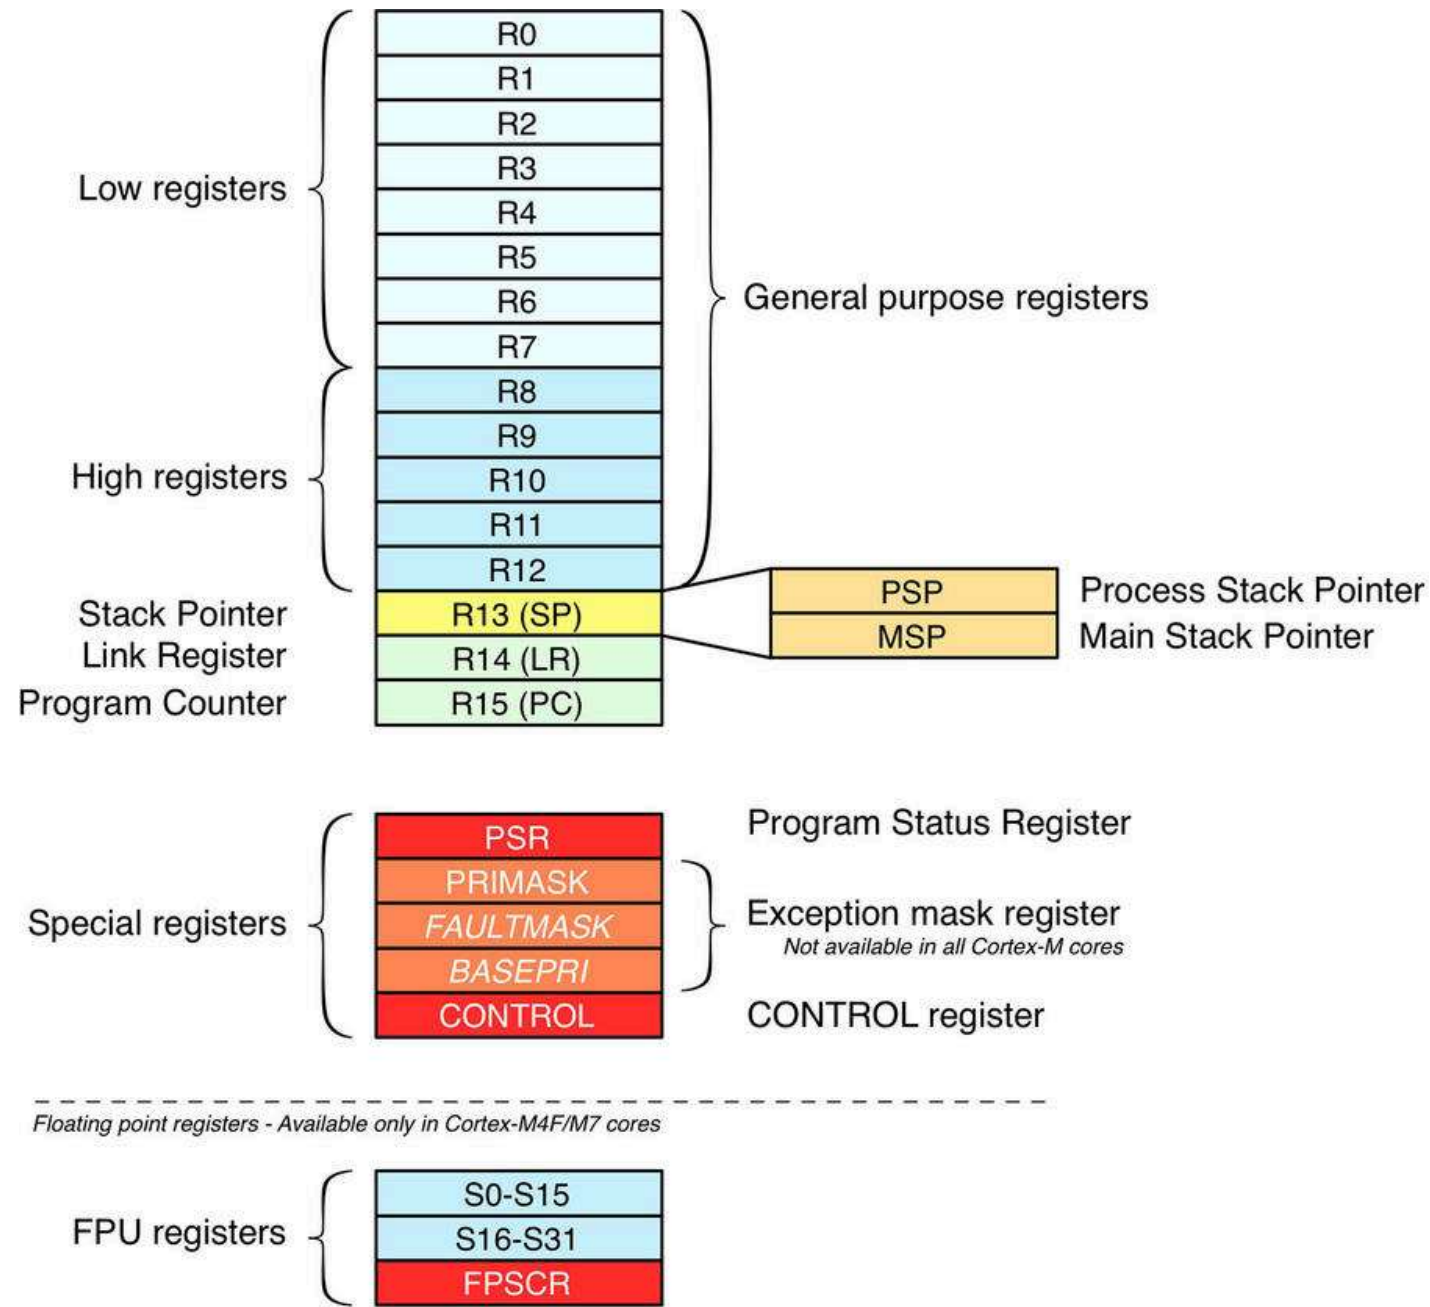 R0
R1
R2
R3
Low registers
R4
R5
R6
General purpose registers
R7
R8
R9
High registers
R10
R11
R12
PSP
Process Stack Pointer
Stack Pointer
R13 (SP)
MSP
Main Stack Pointer
Link Register
R14 (LR)
Program Counter
R15 (PC)
PSR
Program Status Register
PRIMASK
Special registers
FAULTMASK
Exception mask register
Not available in all Cortex-M cores
BASEPRI
CONTROL
CONTROL register
Floating point registers - Available only in Cortex-M4F/M7 cores
S0-S15
FPU registers
S16-S31
FPSCR